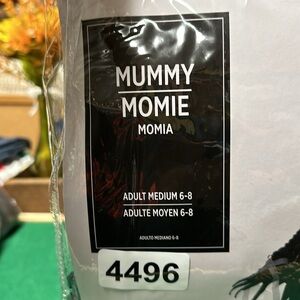 MUMMY
MOMIE
MOMIA
ADULT MEDIUM 6-8
ADULTE MOYEN 6-8
ADULTO MEDIANO 6-8
4496